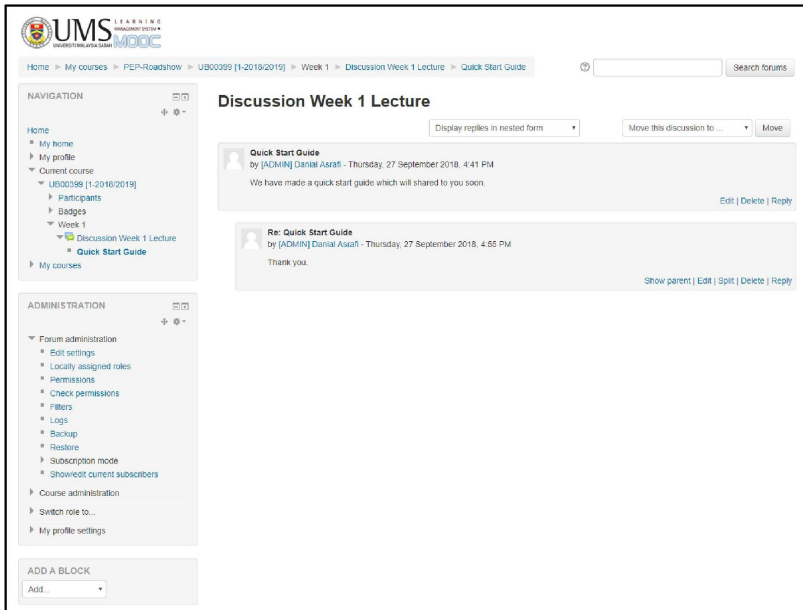 UMS LEARNING
MANAGEMENT SYSTEM
UNIVERSITI MALAYSIA SABAH MOOC
Home My courses PEP-Roadshow UB00399 [1-2018/2019] Week 1 Discussion Week 1 Lecture Quick Start Guide
Search forums
NAVIGATION
Home
My home
My profile
Current course
UB00399 [1-2018/2019]
Participants
Badges
Week 1
Discussion Week 1 Lecture
Quick Start Guide
My courses
ADMINISTRATION
Forum administration
Edit settings
Locally assigned roles
Permissions
Check permissions
Filters
Logs
Backup
Restore
Subscription mode
Show/edit current subscribers
Course administration
Switch role to...
My profile settings
ADD A BLOCK
Add...
Discussion Week 1 Lecture
Display replies in nested form Move this discussion to ... Move
Quick Start Guide
by [ADMIN] Danial Asrafi - Thursday, 27 September 2018, 4:41 PM
We have made a quick start guide which will shared to you soon.
Edit | Delete | Reply
Re: Quick Start Guide
by [ADMIN] Danial Asrafi - Thursday, 27 September 2018, 4:55 PM
Thank you.
Show parent | Edit | Split | Delete | Reply